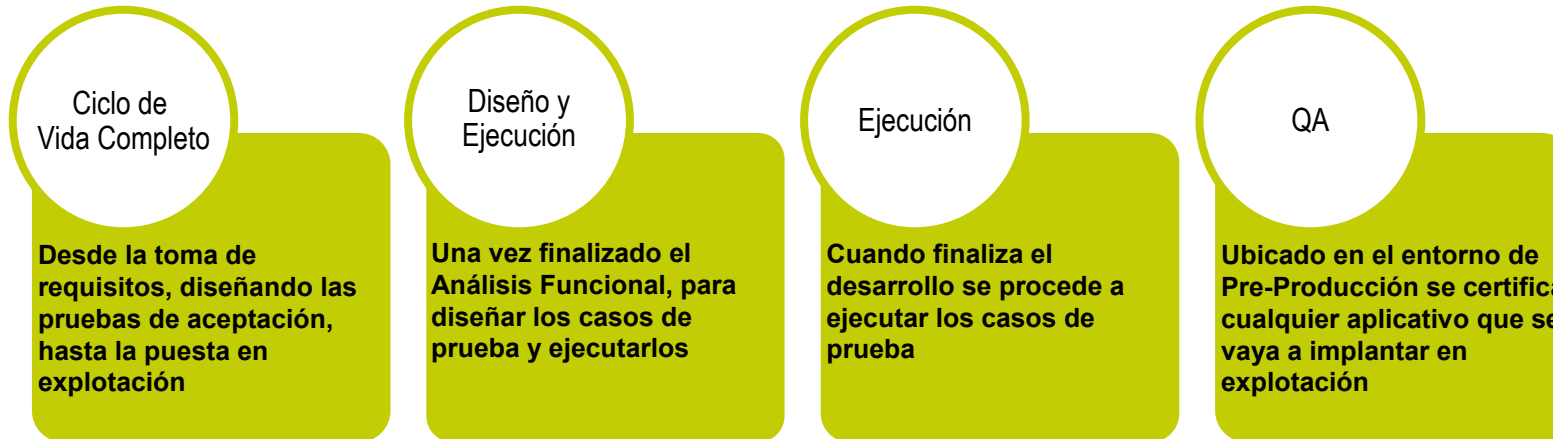 Ciclo de
Vida Completo
Desde la toma de
requisitos, diseñando las
pruebas de aceptación,
hasta la puesta en
explotación
Diseño y
Ejecución
Una vez finalizado el
Análisis Funcional, para
diseñar los casos de
prueba y ejecutarlos
Ejecución
Cuando finaliza el
desarrollo se procede a
ejecutar los casos de
prueba
QA
Ubicado en el entorno de
Pre-Producción se certifica
cualquier aplicativo que se
vaya a implantar en
explotación